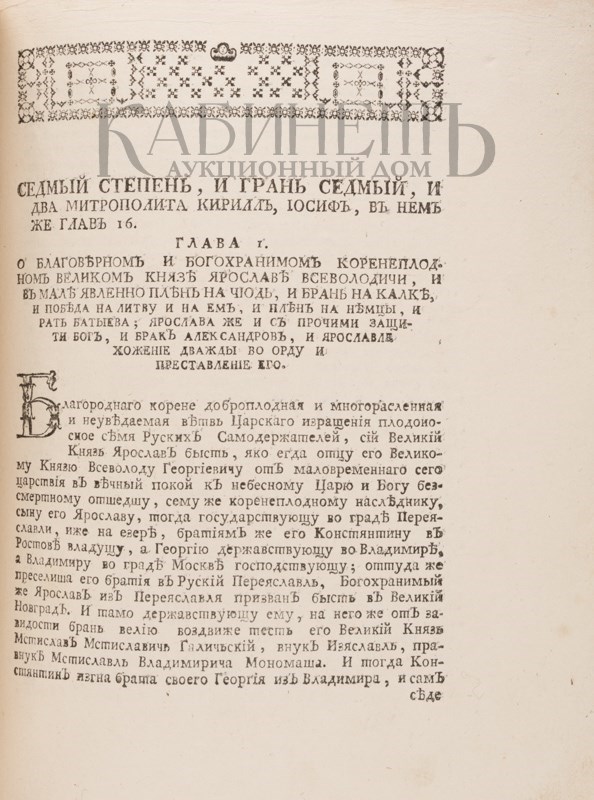 КАБИНЕТЪ
АУКЦИОННЫЙ ДОМ
СЕДМЫЙ СТЕПЕНЬ, И ГРАНЬ СЕДМЫЙ, И
ДВА МИТРОПОЛИТА КИРИЛЛЪ, ІОСИФЪ, ВЪ НЕМЪ
ЖЕ ГЛАВЪ 16.
ГЛАВА I.
О БЛАГОВѢРНОМЪ И БОГОХРАНИМОМЪ КОРЕНЕПЛОД-
НОМЪ ВЕЛИКОМЪ КНЯЗѢ ЯРОСЛАВѢ ВСЕВОЛОДИЧИ, И
ВЪ МАЛѢ ЯВЛЕННО ПЛѢНЬ НА ЧЮДЬ, И БРАНЬ НА КАЛКѢ,
И ПОБѢДА НА ЛИТВУ И НА ЕМЬ, И ПЛѢНЬ НА НѢМЦЫ, И
РАТЬ БАТЫЕВА; ЯРОСЛАВА ЖЕ И СЪ ПРОЧИМИ ЗАЩИ-
ТИ БОГЪ, И БРАКЪ АЛЕКСАНДРОВЪ, И ЯРОСЛАВЛЕ
ХОЖЕНІЕ ДВАЖДЫ ВО ОРДУ И
ПРЕСТАВЛЕНІЕ ЕГО.
Благороднаго корене доброплодная и многорасленная
и неувѣдаемая вѣтвь Царскаго изращенія плодоно-
сное сѣмя Рускихъ Самодержателей, сій Великій
Князь Ярославъ бысть, яко егда отцу его Велико-
му Князю Всеволоду Георгіевичу отъ маловременнаго сего
царствія въ вѣчный покой къ небесному Царю и Богу без-
смертному отшедшу, сему же коренеплодному наслѣднику,
сыну его Ярославу, тогда государствующу во градѣ Перея-
славли, иже на езерѣ, братіямъ же его Константину въ
Ростовѣ владущу, а Георгію державствующу во Владимирѣ,
а Владимиру во градѣ Москвѣ господствующу; оттуда же
преселиша его братія въ Рускій Переяславль, Богохранимый
же Ярославъ изъ Переяславля призванъ бысть въ Великій
Новградъ. И тамо державствующу ему, на него же отъ за-
видости брань велію воздвиже тесть его Великій Князь
Мстиславъ Мстиславичь Галичьскій, внукъ Изяславль, пра-
внукъ Мстиславль Владимирича Мономаша. И тогда Кон-
стянтинъ изгна брата своего Георгія изъ Владимира, и самъ
сѣде